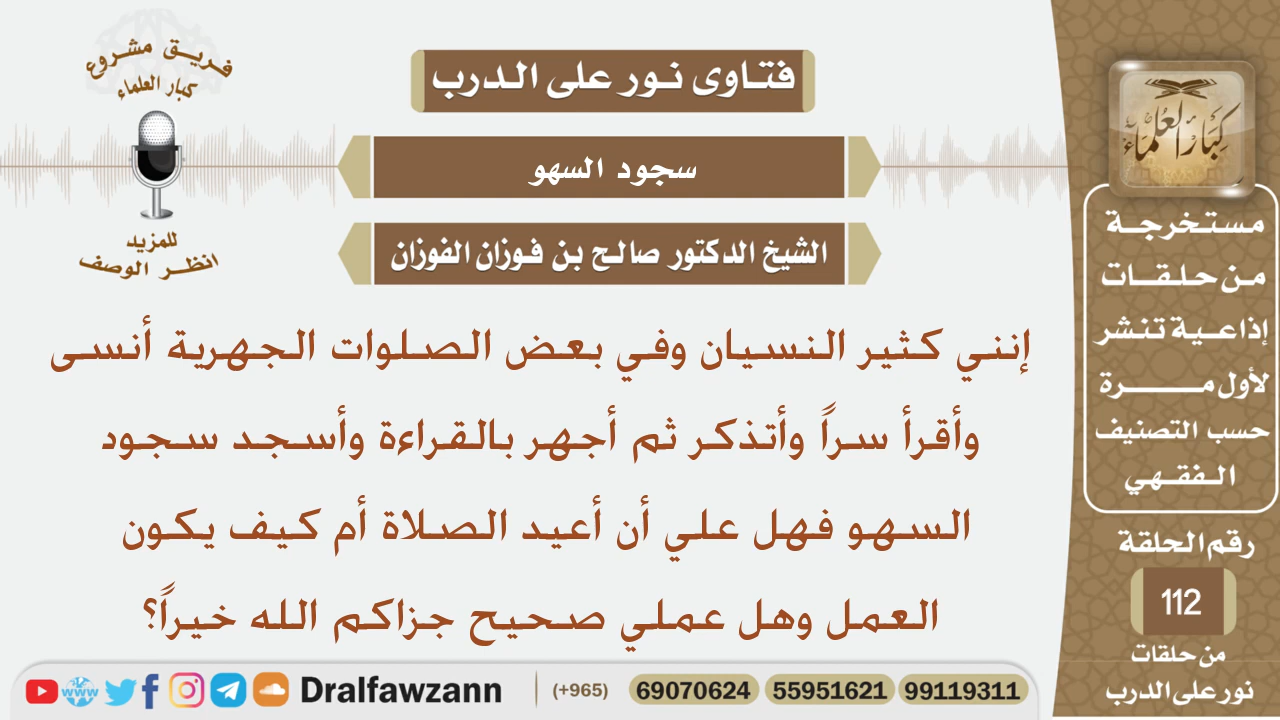 فريق مشروع
كبار العلماء
للمزيد
انظر الوصف
فتاوى نور على الدرب
سجود السهو
الشيخ الدكتور صالح بن فوزان الفوزان
إنني كثير النسيان وفي بعض الصلوات الجهرية أنسى
وأقرأ سراً وأتذكر ثم أجهر بالقراءة وأسجد سجود
السهو فهل علي أن أعيد الصلاة أم كيف يكون
العمل وهل عملي صحيح جزاكم الله خيراً؟
كبار العلماء
مستخرجة
من حلقات
إذاعية تنشر
لأول مرة
حسب التصنيف
الفقهي
رقم الحلقة
112
من حلقات
نور على الدرب
www
Dralfawzann
(+965) 69070624 55951621 99119311